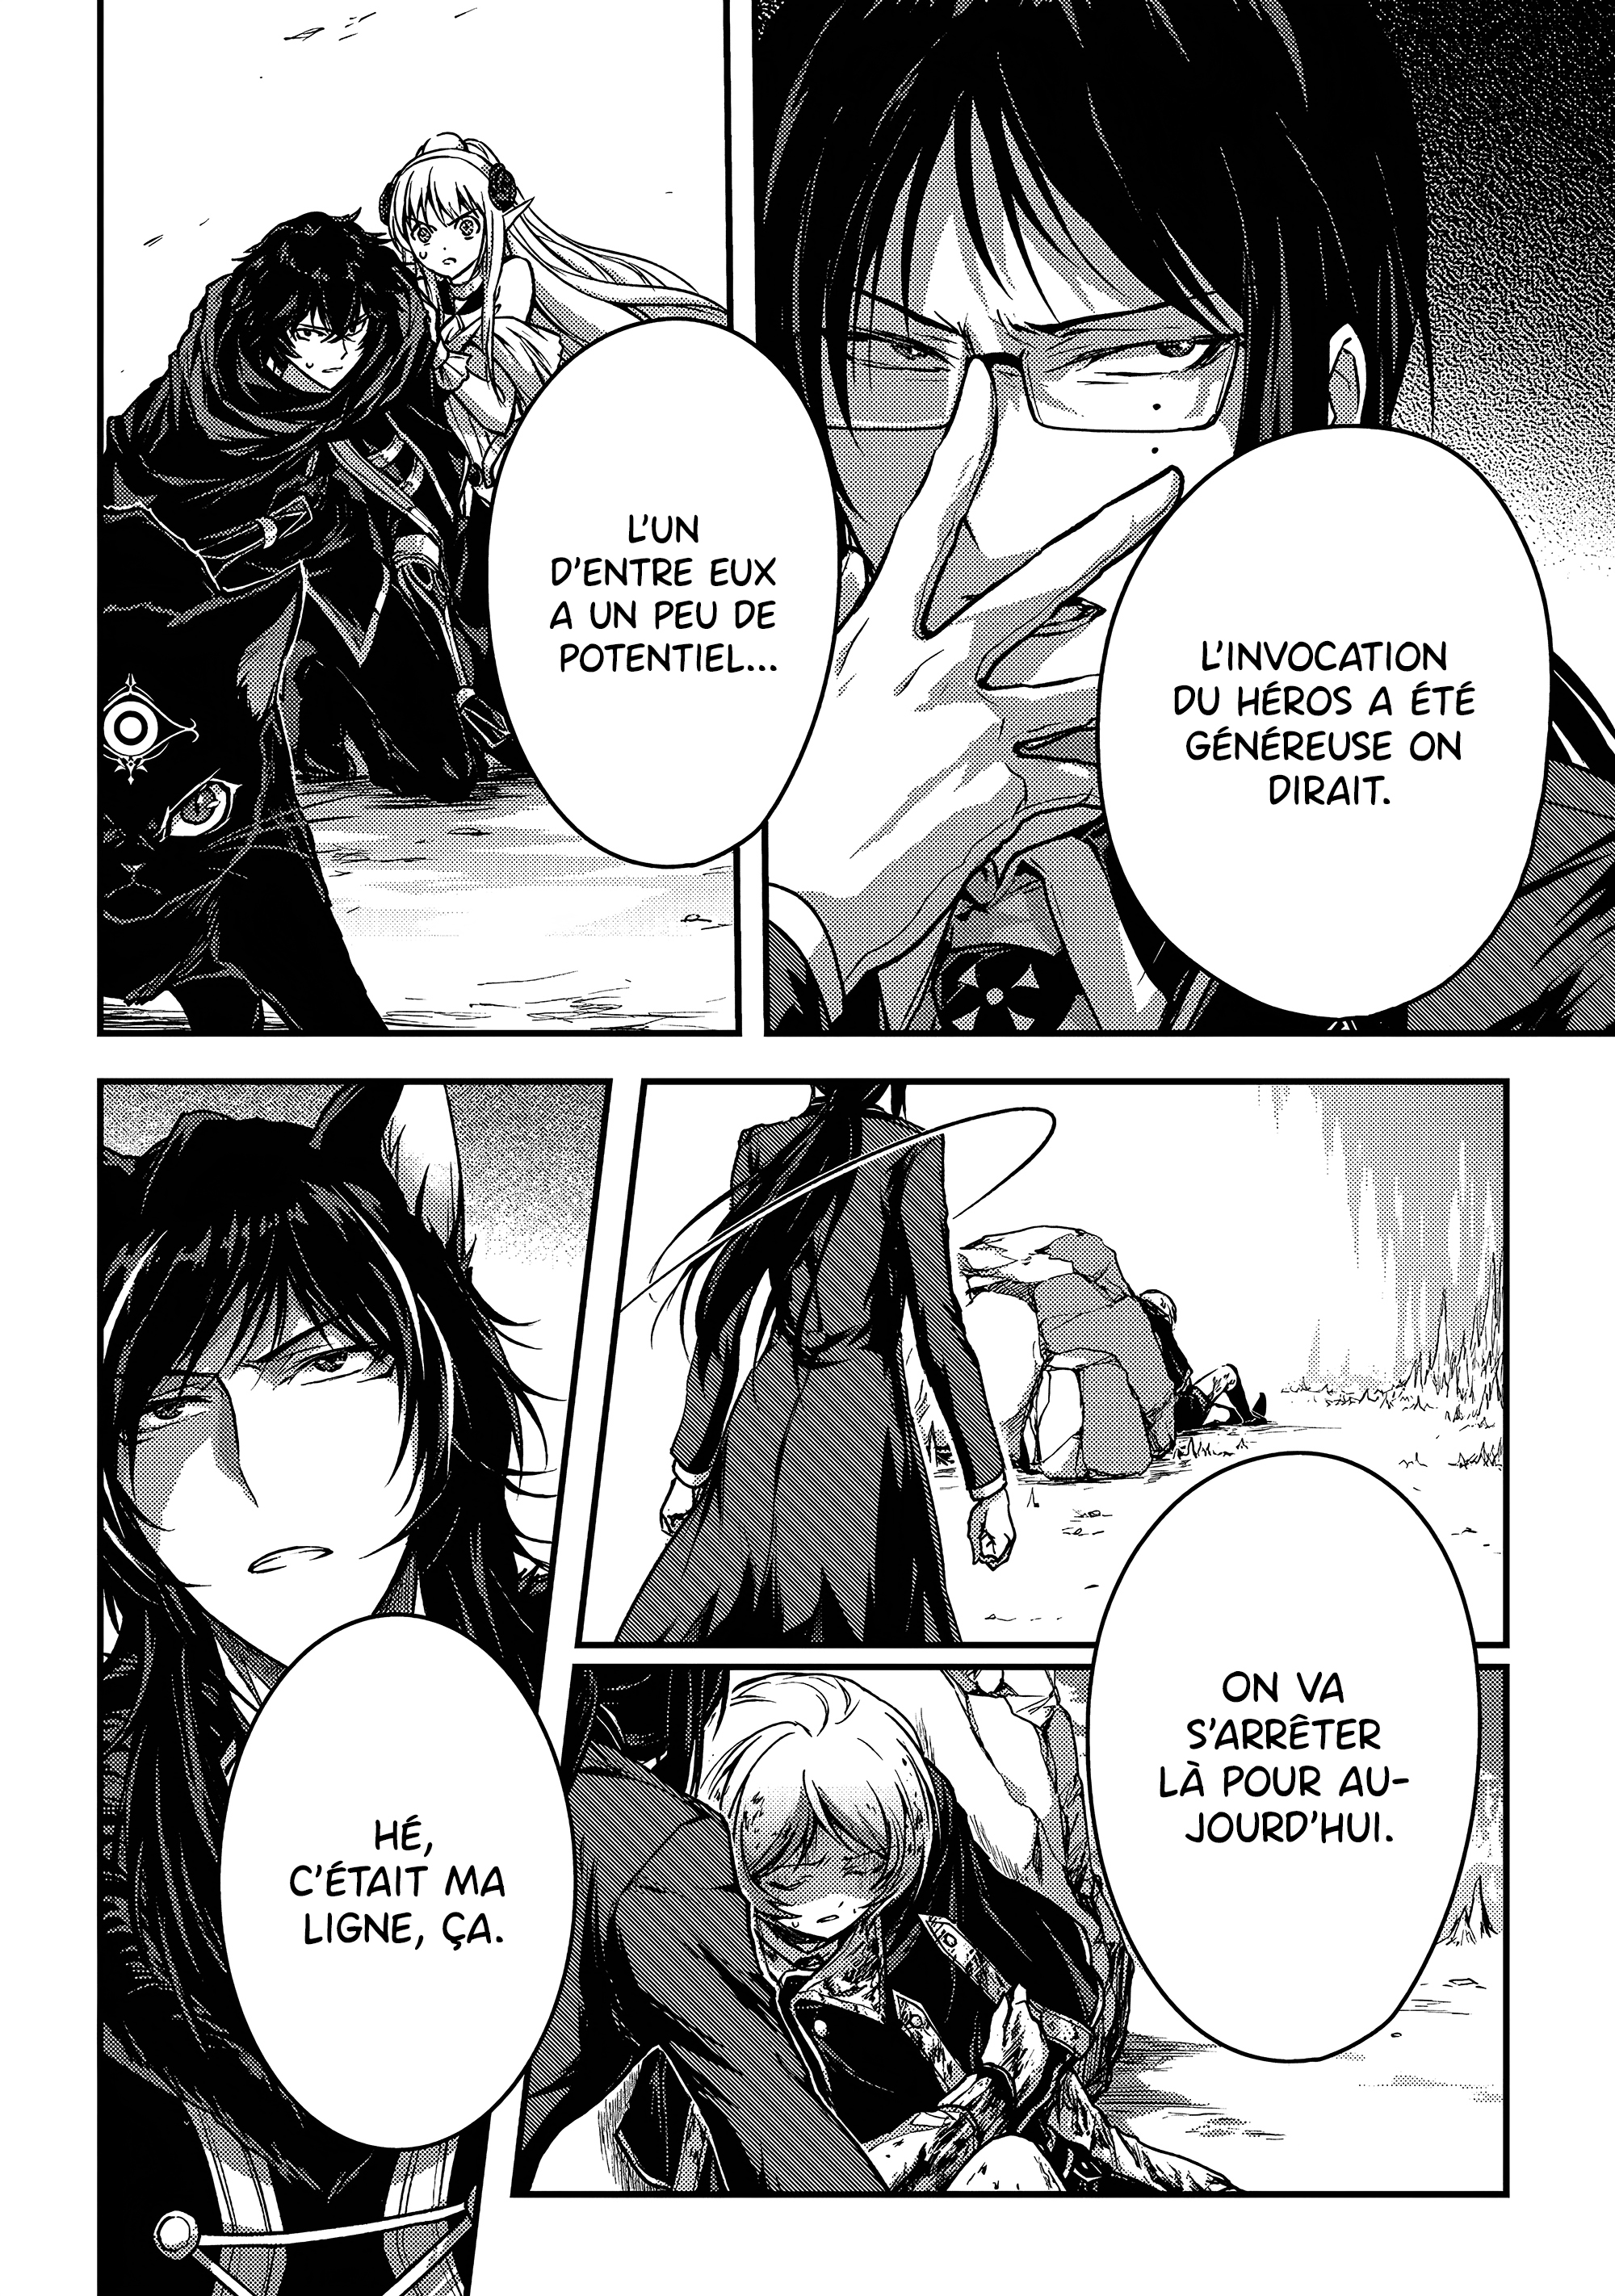 L'INVOCATION
DU HÉROS A ÉTÉ
GÉNÉREUSE ON
DIRAIT.
L'UN
D'ENTRE EUX
A UN PEU DE
POTENTIEL...
ON VA
S'ARRÊTER
LÀ POUR AU-
JOURD'HUI.
HÉ,
C'ÉTAIT MA
LIGNE, ÇA.